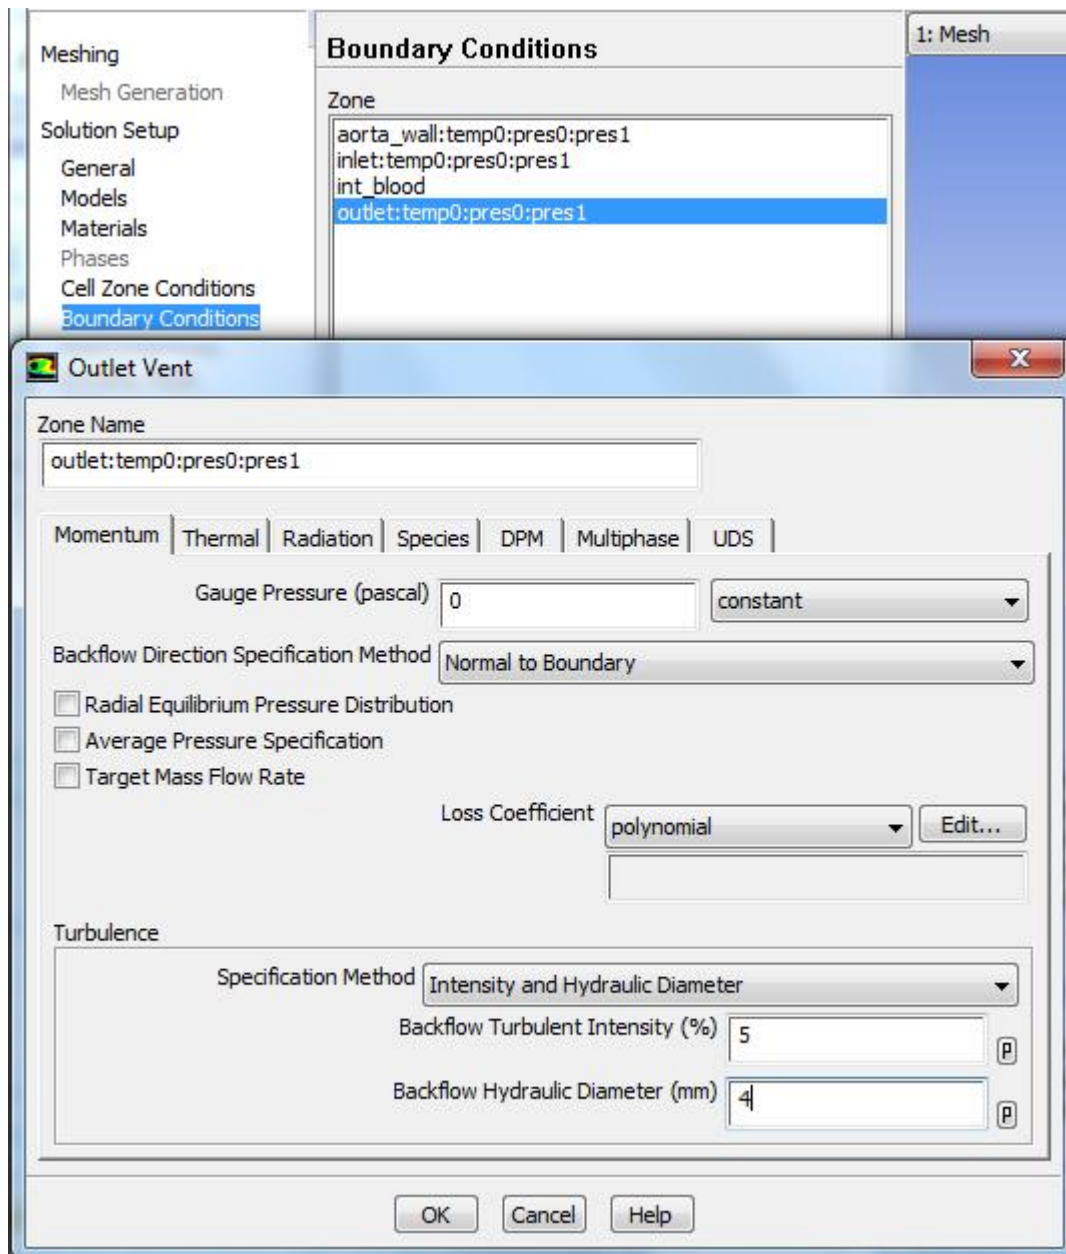 Meshing
Mesh Generation
Solution Setup
General
Models
Materials
Phases
Cell Zone Conditions
Boundary Conditions
Boundary Conditions
Zone
aorta_wall:temp0:pres0:pres1
inlet:temp0:pres0:pres1
int_blood
outlet:temp0:pres0:pres1
1: Mesh
Outlet Vent
X
Zone Name
outlet:temp0:pres0:pres1
Momentum Thermal Radiation Species DPM Multiphase UDS
Gauge Pressure (pascal) 0 constant
Backflow Direction Specification Method Normal to Boundary
Radial Equilibrium Pressure Distribution
Average Pressure Specification
Target Mass Flow Rate
Loss Coefficient polynomial Edit...
Turbulence
Specification Method Intensity and Hydraulic Diameter
Backflow Turbulent Intensity (%) 5 P
Backflow Hydraulic Diameter (mm) 4 P
OK Cancel Help